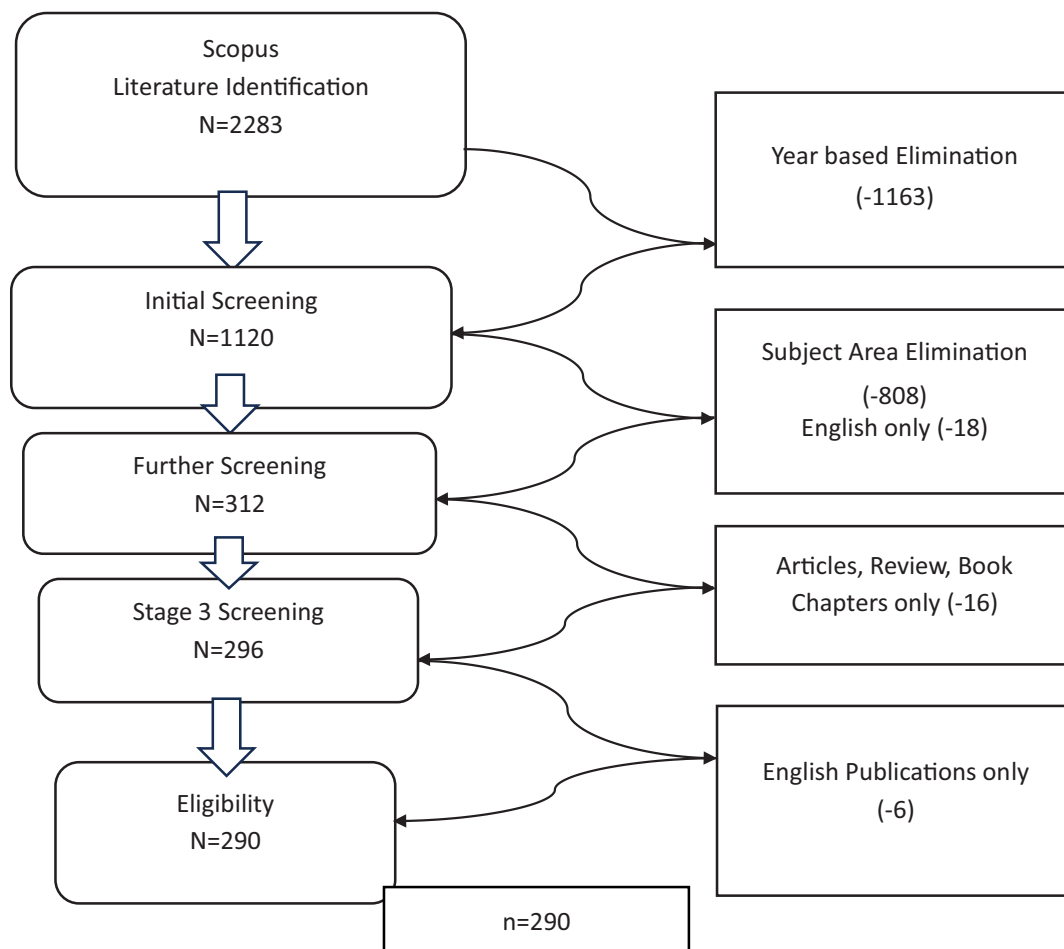 Scopus
Literature Identification
N=2283
Year based Elimination
(-1163)
Initial Screening
N=1120
Subject Area Elimination
(-808)
English only (-18)
Further Screening
N=312
Articles, Review, Book
Chapters only (-16)
Stage 3 Screening
N=296
English Publications only
(-6)
Eligibility
N=290
n=290